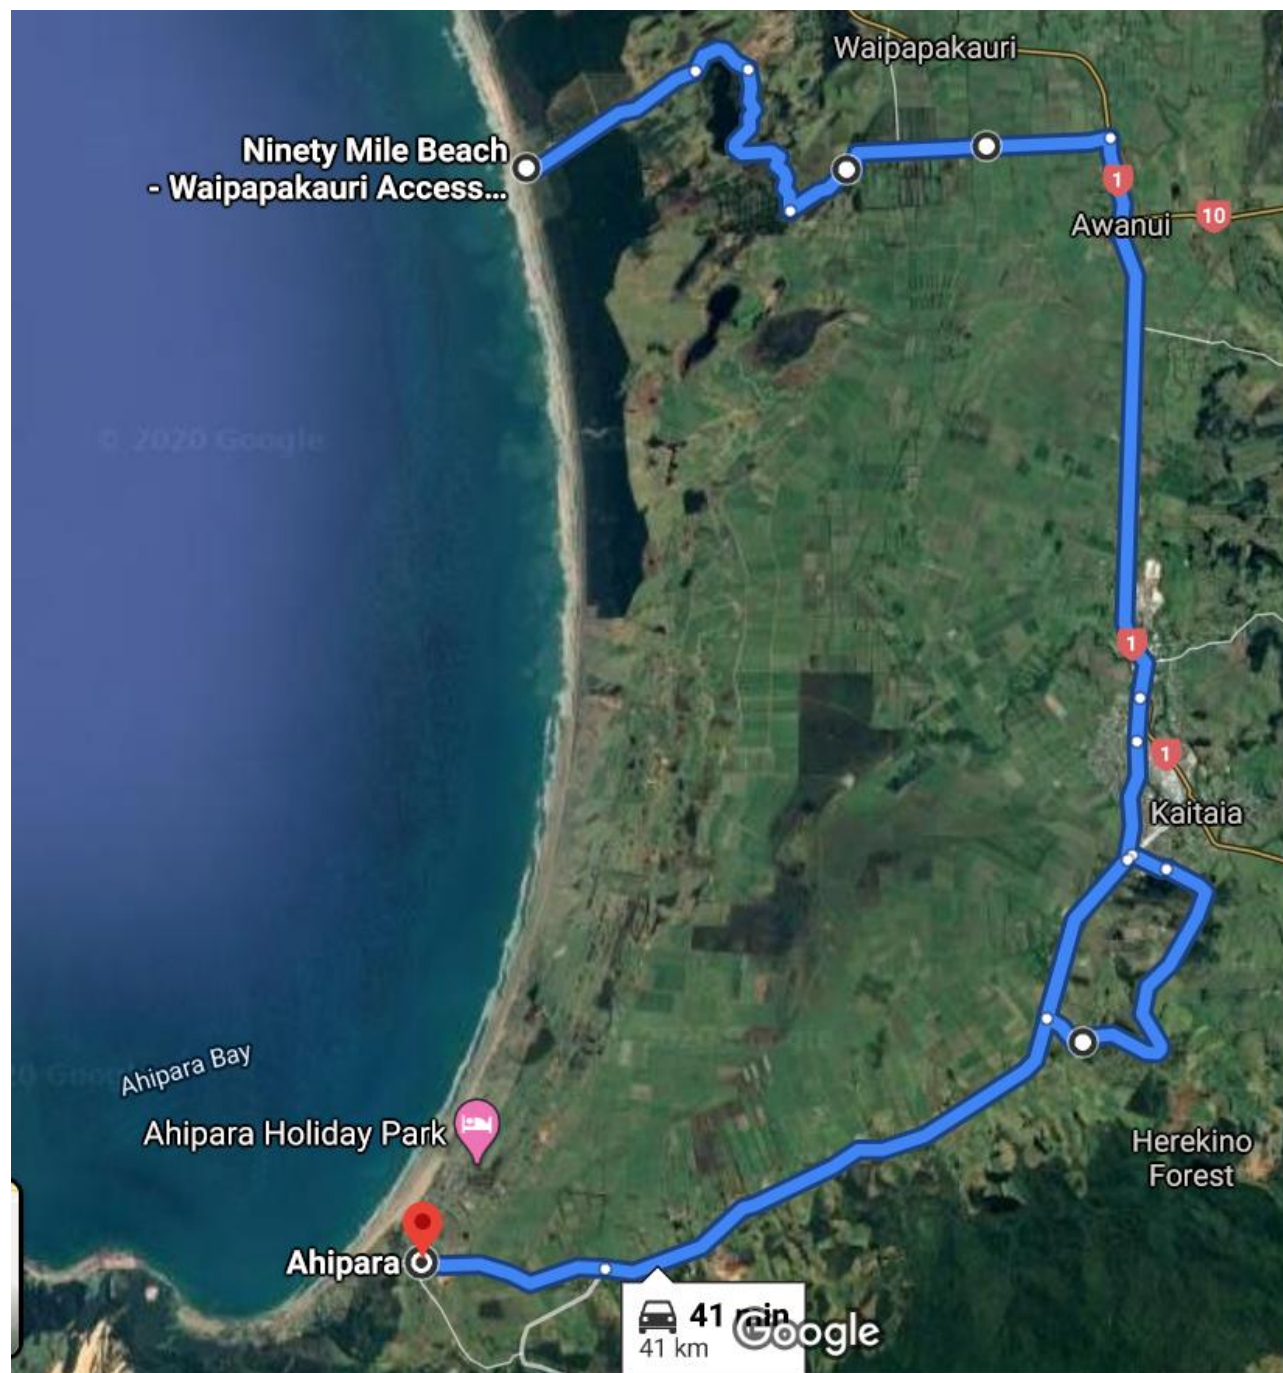 Waipapakauri
Ninety Mile Beach
- Waipapakauri Access...
1
10
Awanui
© 2020 Google
1
1
Kaitaia
Ahipara Bay
Ahipara Holiday Park
Herekino
Forest
Ahipara
41 min
Google
41 km